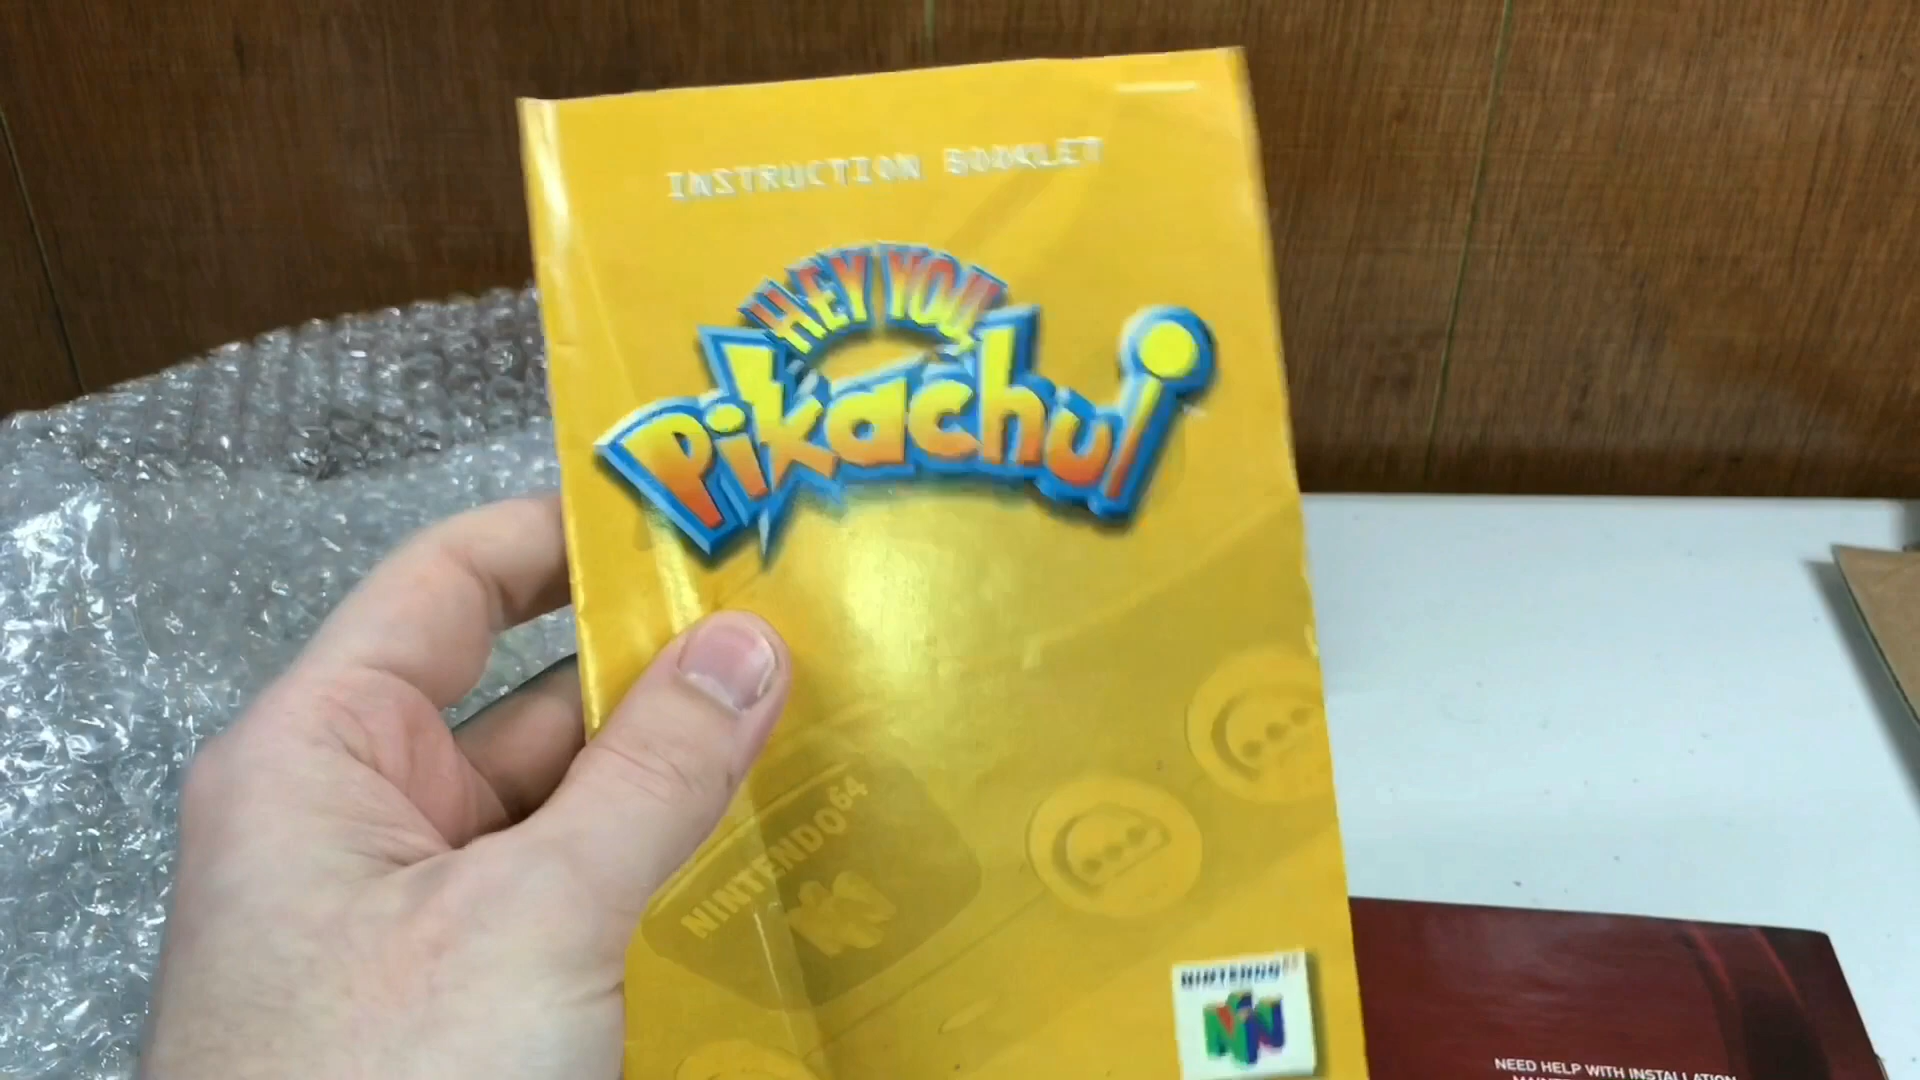 INSTRUCTION BOOKLET
HEY YOU,
Pikachu!
NINTENDO64
NINTENDO64
NEED HELP WITH INSTALLATION